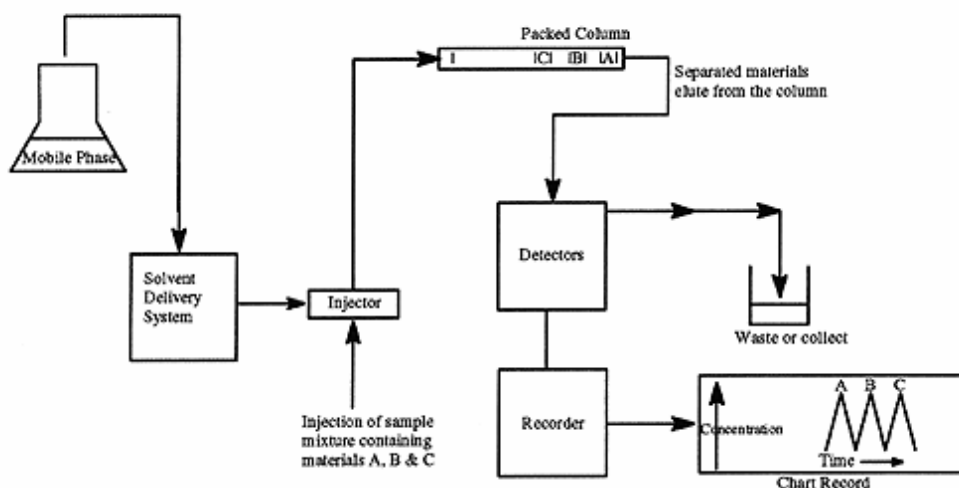 Packed Column
|C| |B| |A|
Separated materials
elute from the column
Mobile Phase
Solvent
Delivery
System
Injector
Detectors
Waste or collect
Injection of sample
mixture containing
materials A, B & C
Recorder
A B C
Concentration
Time
Chart Record